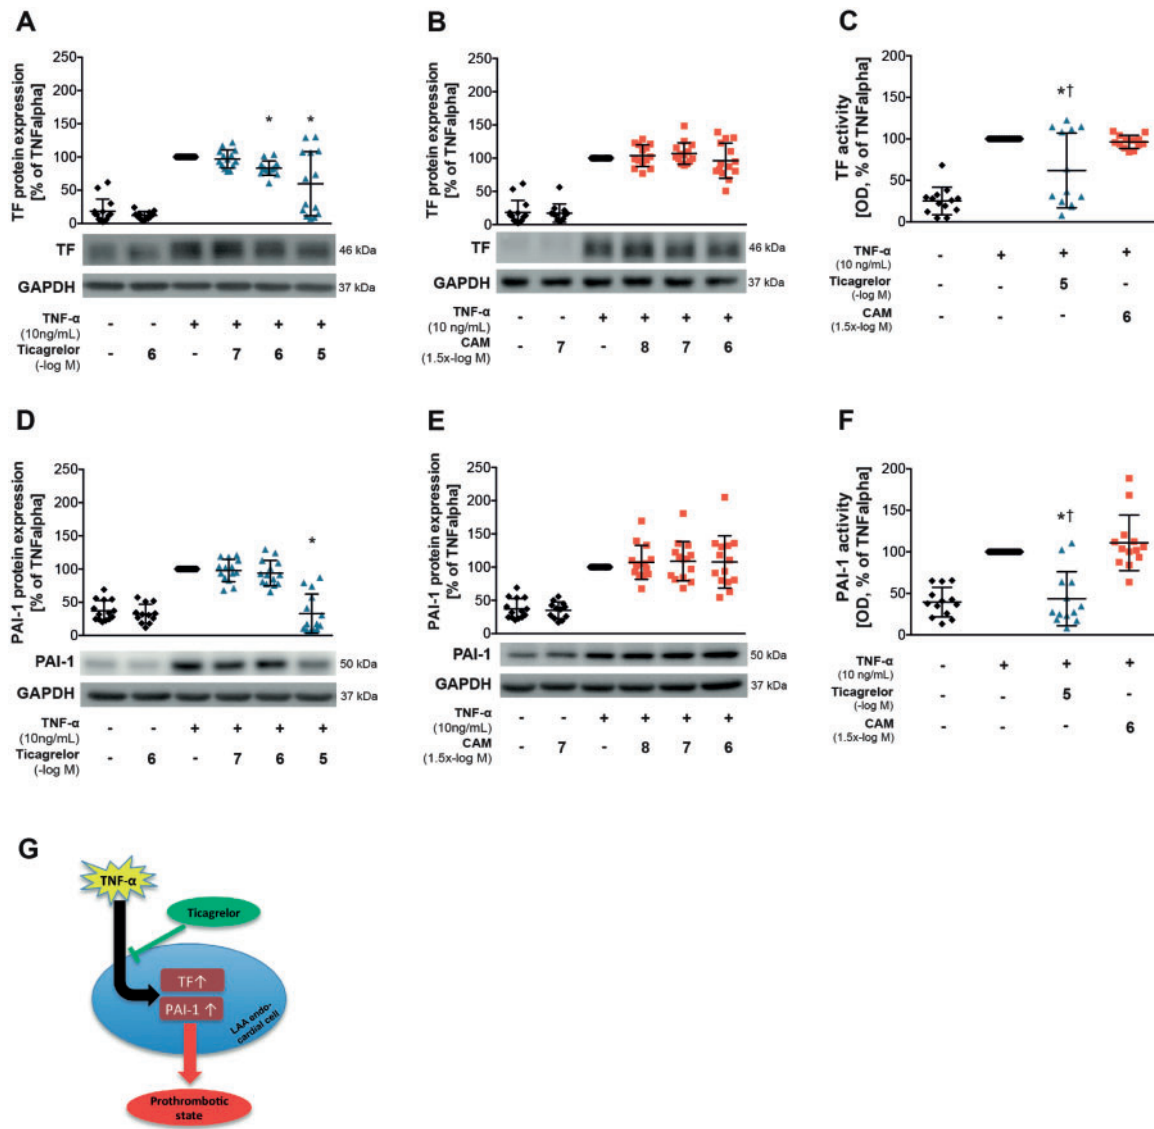 A
TF protein expression
[% of TNFalpha]
250
200
150
100
50
0
* *
TF 46 kDa
GAPDH 37 kDa
TNF-α - - + + + +
(10ng/mL)
Ticagrelor - 6 - 7 6 5
(-log M)
B
TF protein expression
[% of TNFalpha]
250
200
150
100
50
0
TF 46 kDa
GAPDH 37 kDa
TNF-α - - + + + +
(10 ng/mL)
CAM - 7 - 8 7 6
(1.5x-log M)
C
TF activity
[OD, % of TNFalpha]
200
150
100
50
0
*†
TNF-α - + + +
(10 ng/mL)
Ticagrelor - - 5 -
(-log M)
CAM - - - 6
(1.5x-log M)
D
PAI-1 protein expression
[% of TNFalpha]
250
200
150
100
50
0
*
PAI-1 50 kDa
GAPDH 37 kDa
TNF-α - - + + + +
(10ng/mL)
Ticagrelor - 6 - 7 6 5
(-log M)
E
PAI-1 protein expression
[% of TNFalpha]
250
200
150
100
50
0
PAI-1 50 kDa
GAPDH 37 kDa
TNF-α - - + + + +
(10ng/mL)
CAM - 7 - 8 7 6
(1.5x-log M)
F
PAI-1 activity
[OD, % of TNFalpha]
200
150
100
50
0
*†
TNF-α - + + +
(10 ng/mL)
Ticagrelor - - 5 -
(-log M)
CAM - - - 6
(1.5x-log M)
G
TNF-α
Ticagrelor
TF↑
PAI-1 ↑
LAA endo-
cardial cell
Prothrombotic
state